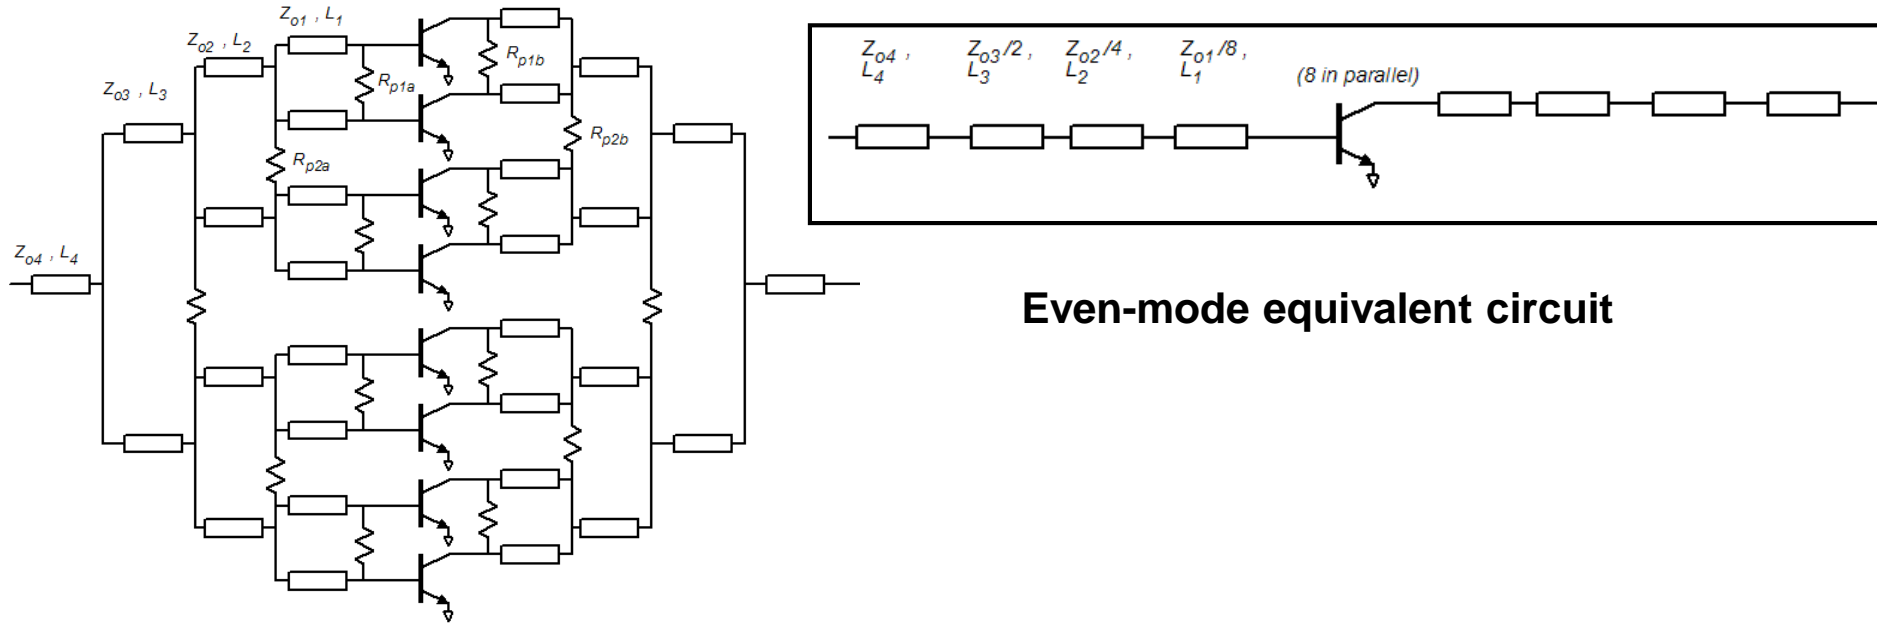 Zo1 , L1
Zo2 , L2
Rp1b
Rp1a
Zo3 , L3
Rp2b
Rp2a
Zo4 , L4
Zo4 ,
L4
Zo3/2 ,
L3
Zo2/4 ,
L2
Zo1/8 ,
L1
(8 in parallel)
Even-mode equivalent circuit